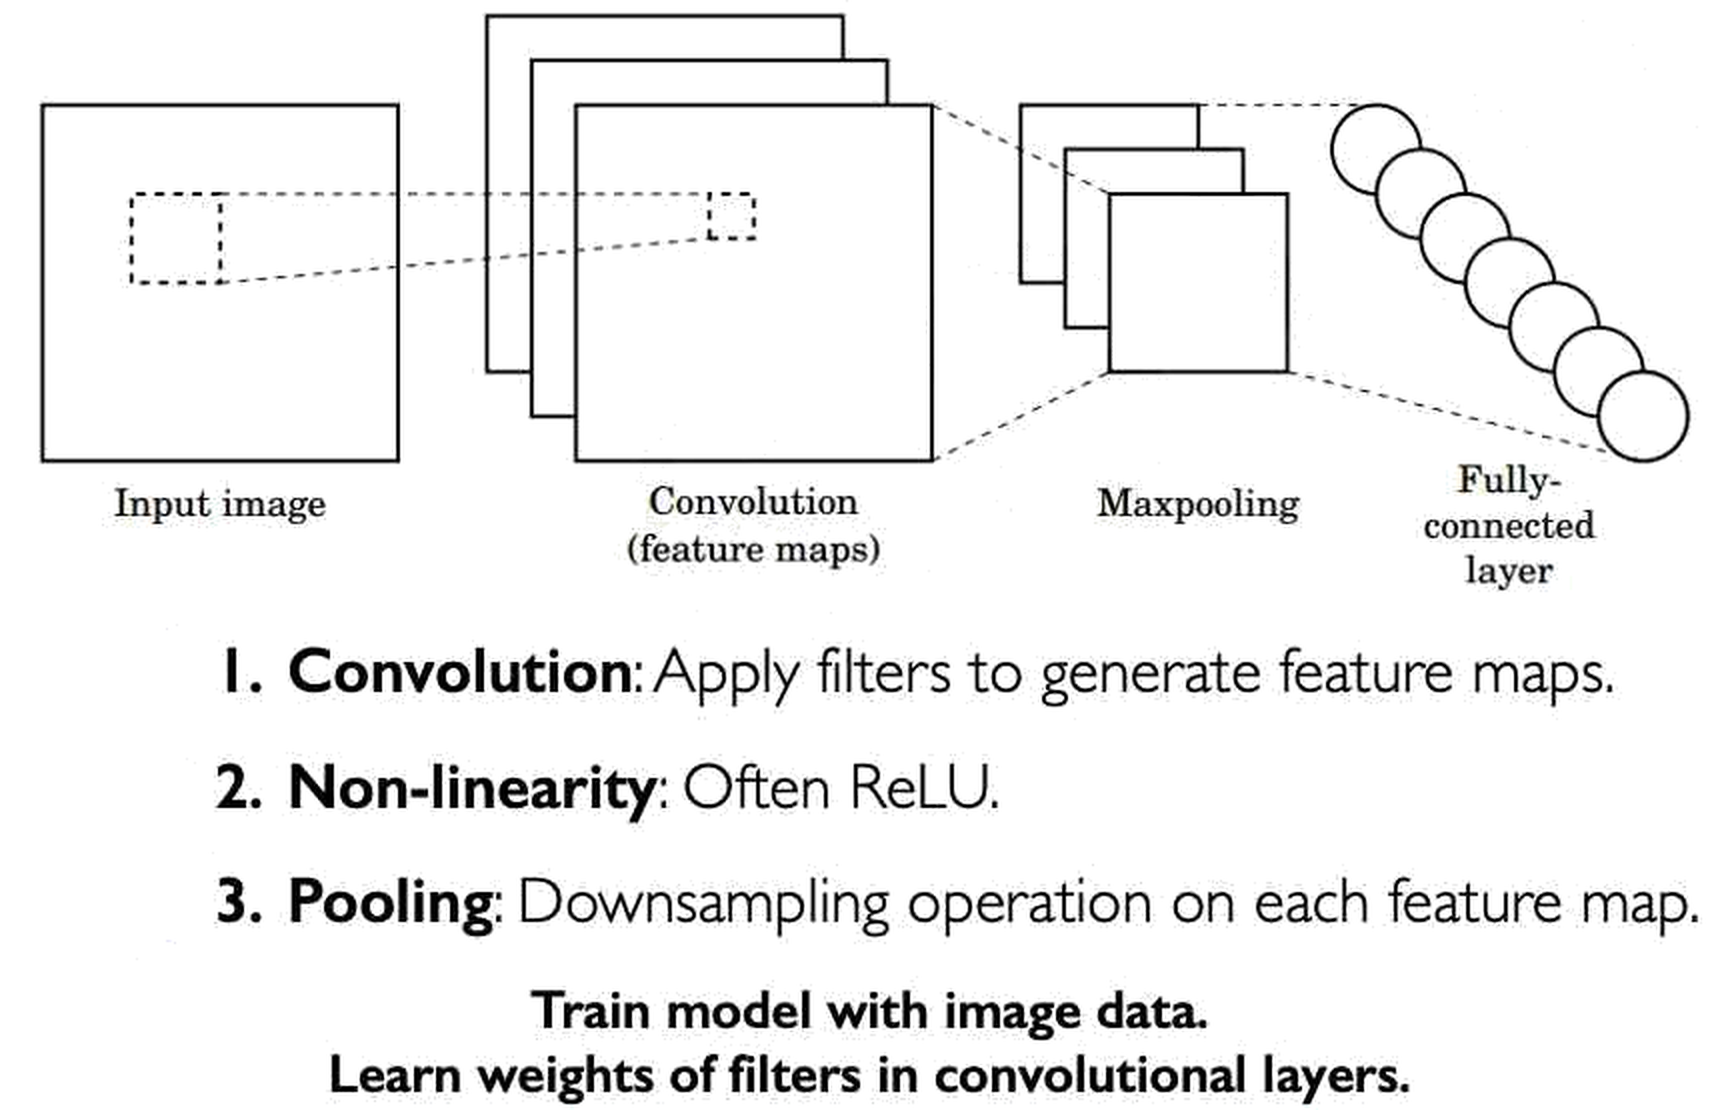 Input image
Convolution
(feature maps)
Maxpooling
Fully-
connected
layer
1. Convolution: Apply filters to generate feature maps.
2. Non-linearity: Often ReLU.
3. Pooling: Downsampling operation on each feature map.
Train model with image data.
Learn weights of filters in convolutional layers.